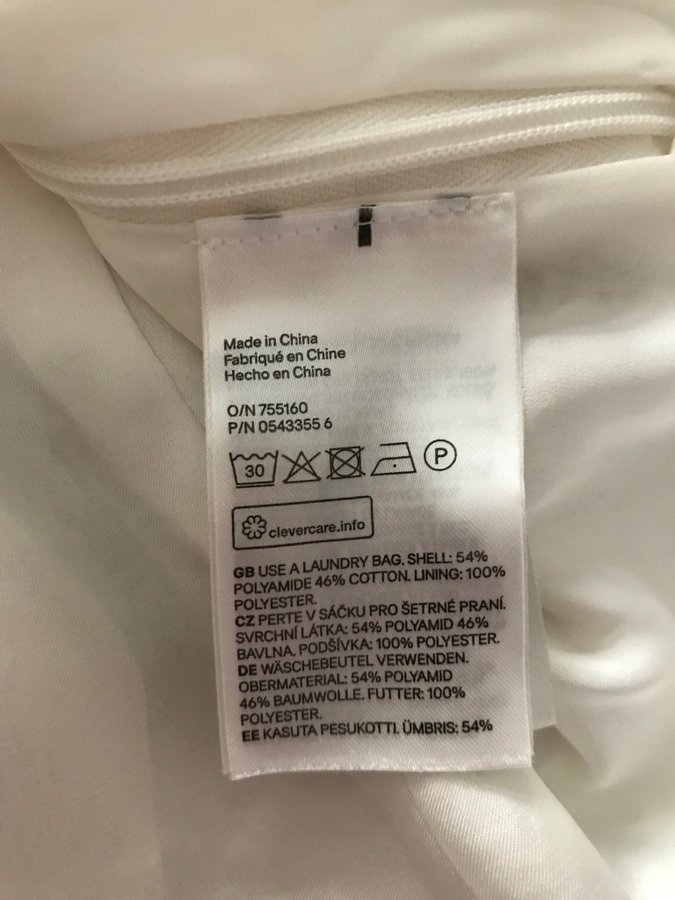 Made in China
Fabriqué en Chine
Hecho en China
O/N 755160
P/N 0543355 6
30
P
clevercare.info
GB USE A LAUNDRY BAG. SHELL: 54%
POLYAMIDE 46% COTTON. LINING: 100%
POLYESTER.
CZ PERTE V SÁČKU PRO ŠETRNÉ PRANÍ.
SVRCHNÍ LÁTKA: 54% POLYAMID 46%
BAVLNA. PODŠÍVKA: 100% POLYESTER.
DE WÄSCHEBEUTEL VERWENDEN.
OBERMATERIAL: 54% POLYAMID
46% BAUMWOLLE. FUTTER: 100%
POLYESTER.
EE KASUTA PESUKOTTI. ÜMBRIS: 54%